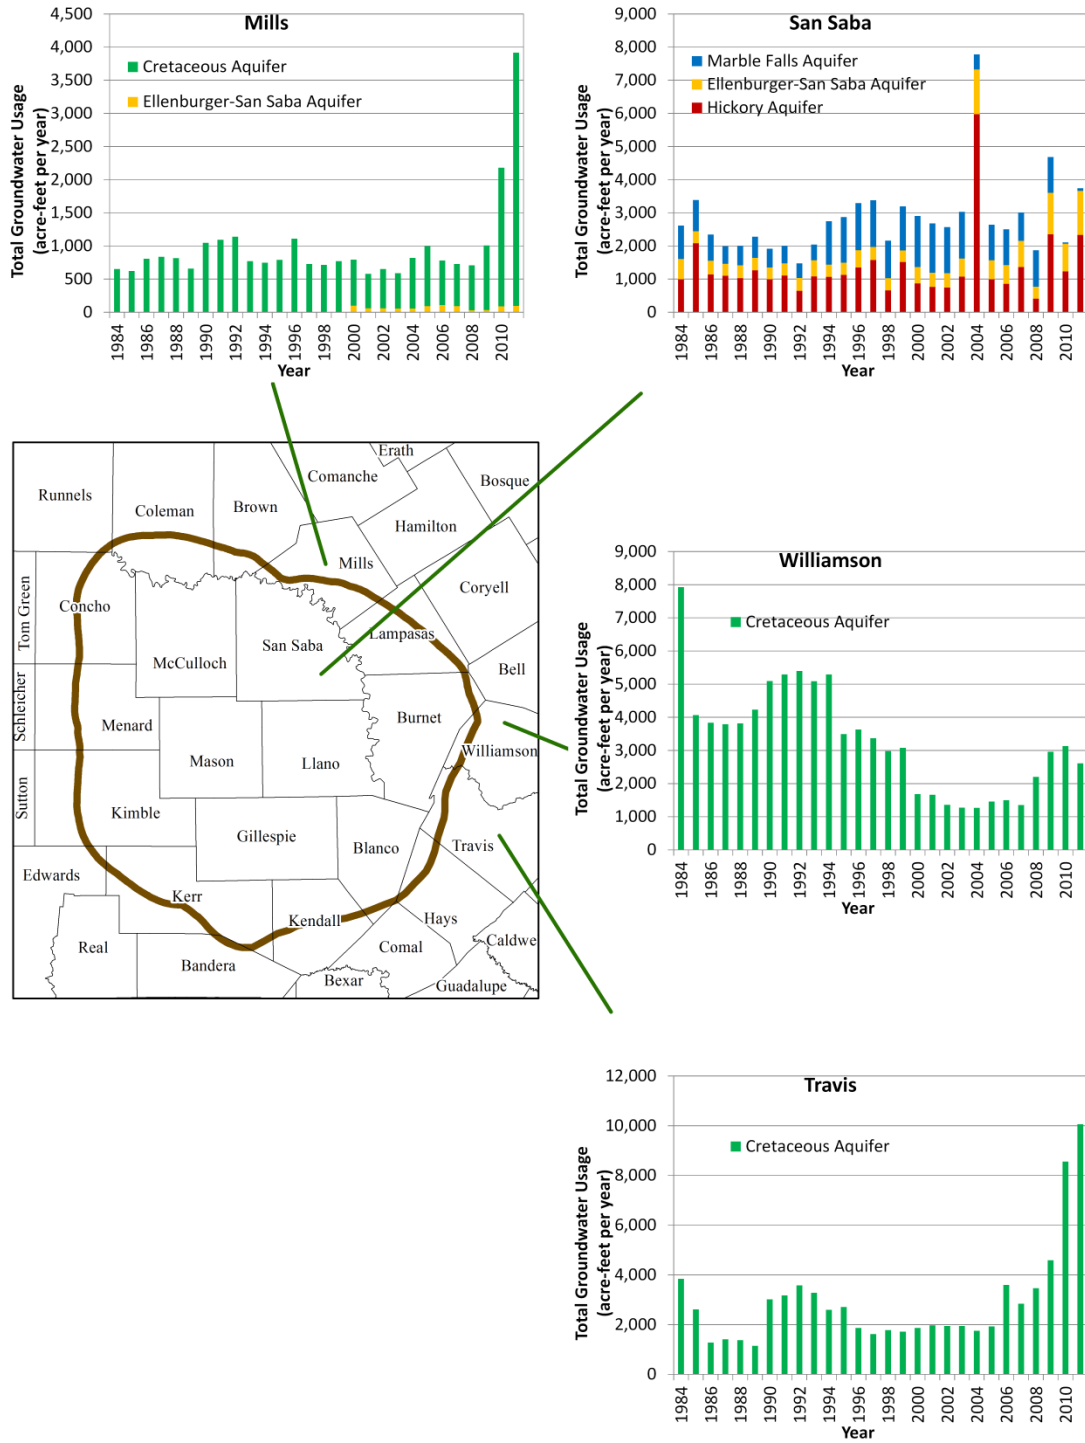 Mills
Total Groundwater Usage
(acre-feet per year)
4,500
4,000
3,500
3,000
2,500
2,000
1,500
1,000
500
0
Cretaceous Aquifer
Ellenburger-San Saba Aquifer
1984
1986
1988
1990
1992
1994
1996
1998
2000
2002
2004
2006
2008
2010
Year
San Saba
Total Groundwater Usage
(acre-feet per year)
9,000
8,000
7,000
6,000
5,000
4,000
3,000
2,000
1,000
0
Marble Falls Aquifer
Ellenburger-San Saba Aquifer
Hickory Aquifer
1984
1986
1988
1990
1992
1994
1996
1998
2000
2002
2004
2006
2008
2010
Year
Erath
Comanche
Bosque
Runnels
Brown
Coleman
Hamilton
Mills
Coryell
Tom Green
Concho
Lampasas
San Saba
McCulloch
Bell
Schleicher
Menard
Burnet
Williamson
Mason
Llano
Sutton
Kimble
Gillespie
Blanco
Travis
Edwards
Kerr
Kendall
Hays
Real
Comal
Caldwe
Bandera
Bexar
Guadalupe
Williamson
Total Groundwater Usage
(acre-feet per year)
9,000
8,000
7,000
6,000
5,000
4,000
3,000
2,000
1,000
0
Cretaceous Aquifer
1984
1986
1988
1990
1992
1994
1996
1998
2000
2002
2004
2006
2008
2010
Year
Travis
Total Groundwater Usage
(acre-feet per year)
12,000
10,000
8,000
6,000
4,000
2,000
0
Cretaceous Aquifer
1984
1986
1988
1990
1992
1994
1996
1998
2000
2002
2004
2006
2008
2010
Year